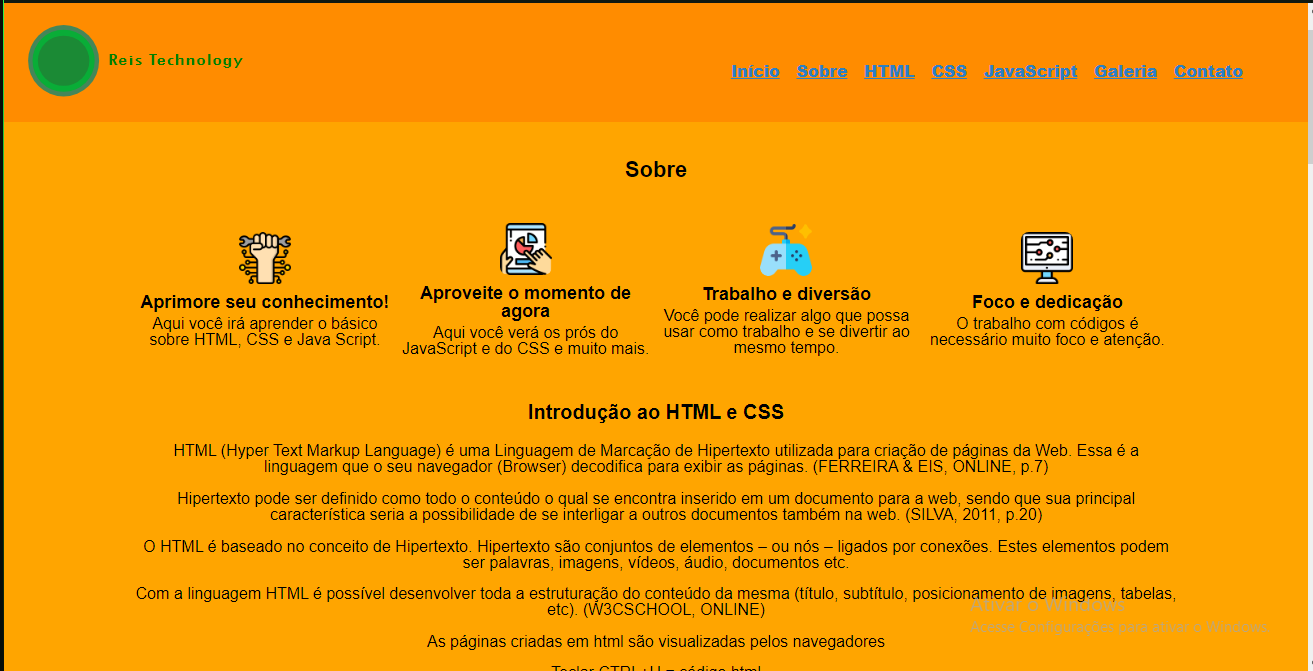 Reis Technology
Início Sobre HTML CSS JavaScript Galeria Contato
Sobre
Aprimore seu conhecimento!
Aqui você irá aprender o básico
sobre HTML, CSS e Java Script.
Aproveite o momento de
agora
Aqui você verá os prós do
JavaScript e do CSS e muito mais.
Trabalho e diversão
Você pode realizar algo que possa
usar como trabalho e se divertir ao
mesmo tempo.
Foco e dedicação
O trabalho com códigos é
necessário muito foco e atenção.
Introdução ao HTML e CSS
HTML (Hyper Text Markup Language) é uma Linguagem de Marcação de Hipertexto utilizada para criação de páginas da Web. Essa é a
linguagem que o seu navegador (Browser) decodifica para exibir as páginas. (FERREIRA & EIS, ONLINE, p.7)
Hipertexto pode ser definido como todo o conteúdo o qual se encontra inserido em um documento para a web, sendo que sua principal
característica seria a possibilidade de se interligar a outros documentos também na web. (SILVA, 2011, p.20)
O HTML é baseado no conceito de Hipertexto. Hipertexto são conjuntos de elementos – ou nós – ligados por conexões. Estes elementos podem
ser palavras, imagens, vídeos, áudio, documentos etc.
Com a linguagem HTML é possível desenvolver toda a estruturação do conteúdo da mesma (título, subtítulo, posicionamento de imagens, tabelas,
etc). (W3CSCHOOL, ONLINE)
Ativar o Windows
Acesse Configurações para ativar o Windows.
As páginas criadas em html são visualizadas pelos navegadores
Teclar CTRL+U = código html